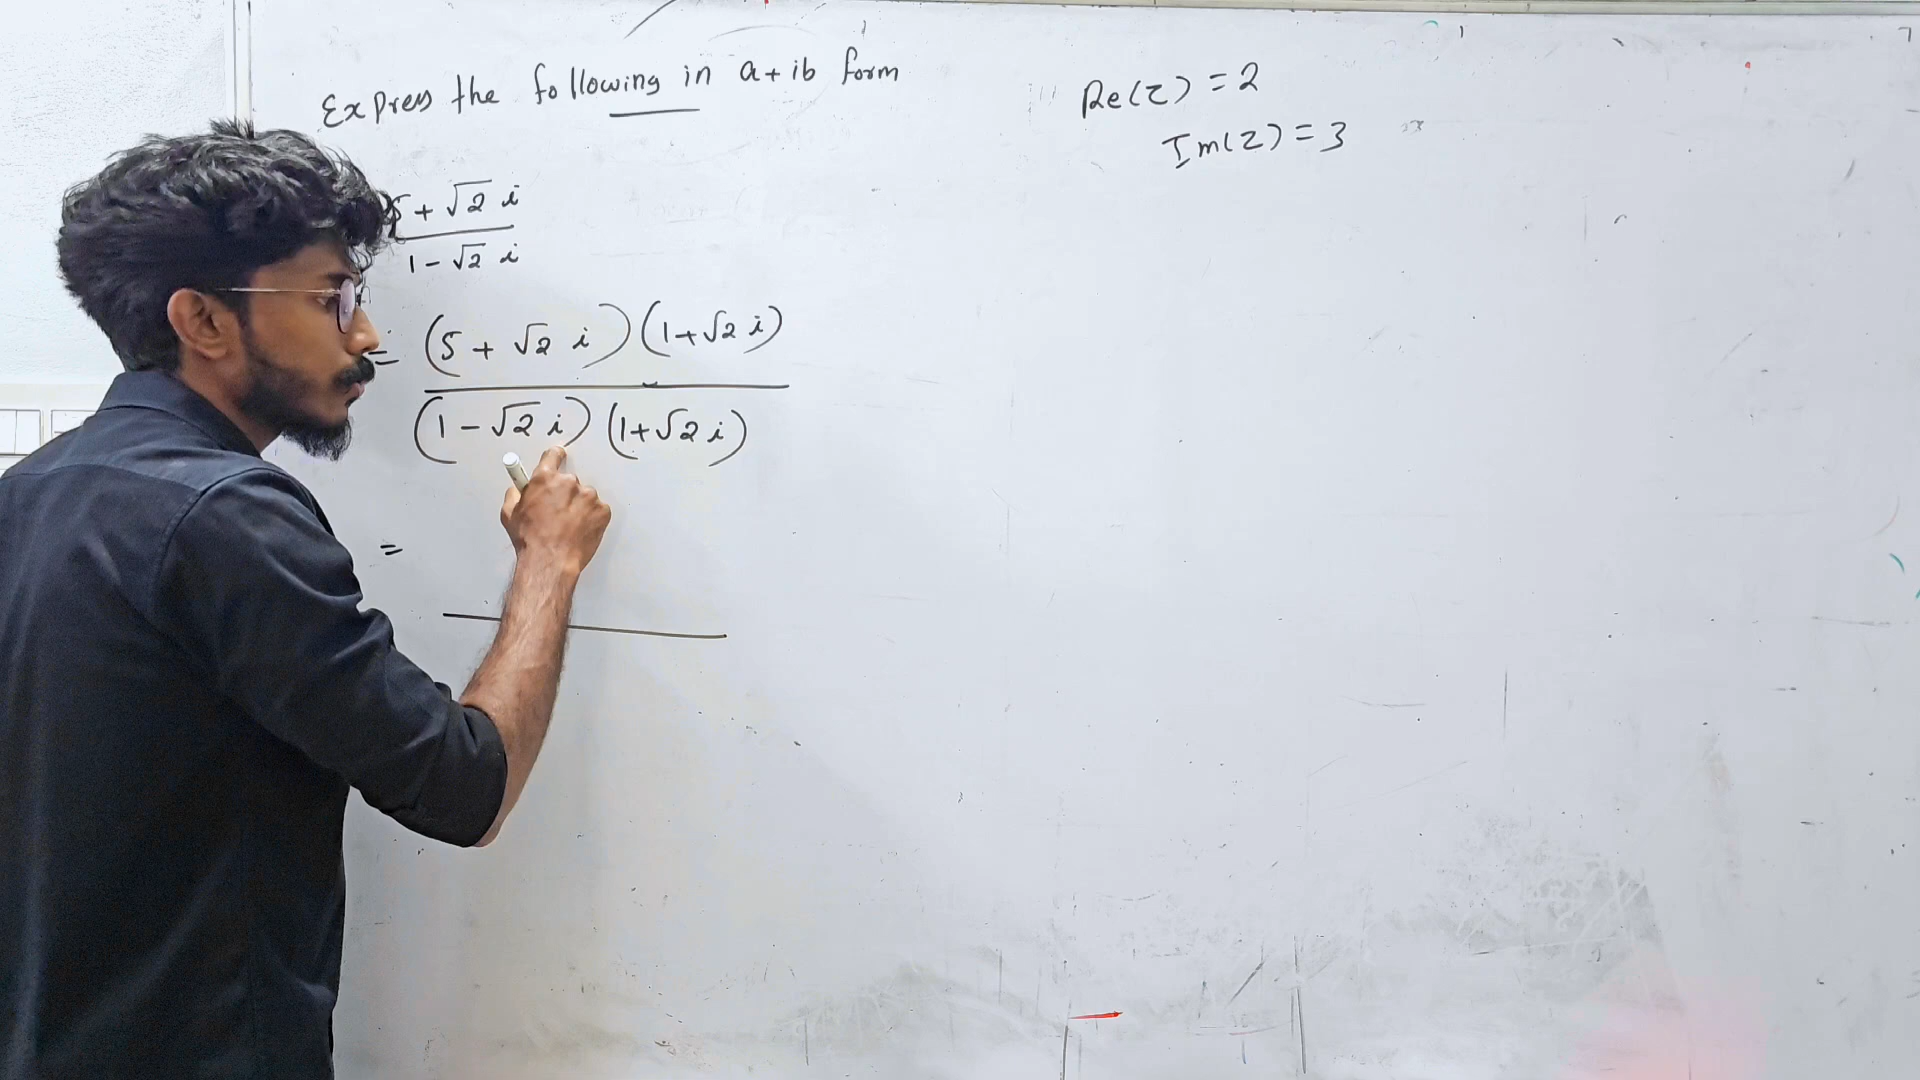 Express the following in a+ib form
Re(z) = 2
Im(z) = 3
5 + √2 i
1 - √2 i
= (5 + √2 i) (1+√2 i)
(1 - √2 i) (1+√2 i)
=